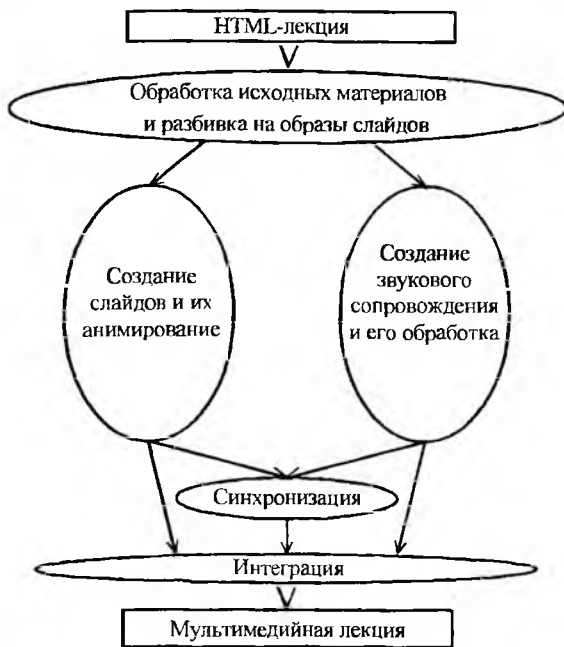 HTML-лекция
Обработка исходных материалов
и разбивка на образы слайдов
Создание
слайдов и их
анимирование
Создание
звукового
сопровождения
и его обработка
Синхронизация
Интеграция
Мультимедийная лекция